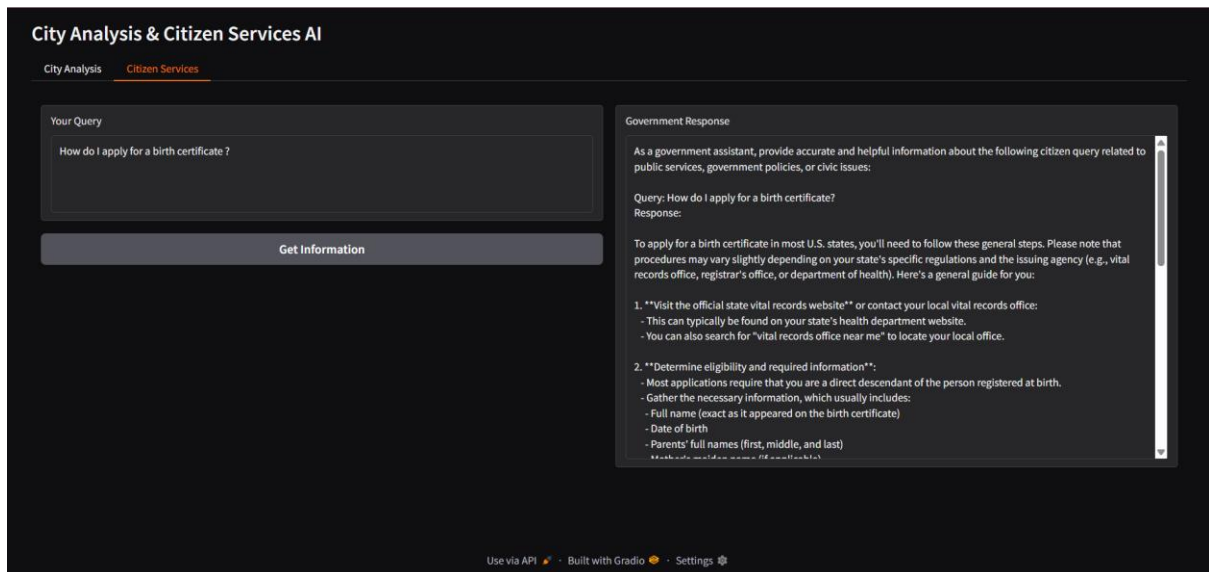 City Analysis & Citizen Services AI
City Analysis
Citizen Services
Your Query
How do I apply for a birth certificate ?
Get Information
Government Response
As a government assistant, provide accurate and helpful information about the following citizen query related to
public services, government policies, or civic issues:
Query: How do I apply for a birth certificate?
Response:
To apply for a birth certificate in most U.S. states, you'll need to follow these general steps. Please note that
procedures may vary slightly depending on your state's specific regulations and the issuing agency (e.g., vital
records office, registrar's office, or department of health). Here's a general guide for you:
1. **Visit the official state vital records website** or contact your local vital records office:
- This can typically be found on your state's health department website.
- You can also search for "vital records office near me" to locate your local office.
2. **Determine eligibility and required information**:
- Most applications require that you are a direct descendant of the person registered at birth.
- Gather the necessary information, which usually includes:
- Full name (exact as it appeared on the birth certificate)
- Date of birth
- Parents' full names (first, middle, and last)
- Mother's maiden name (if applicable)
Use via API · Built with Gradio · Settings